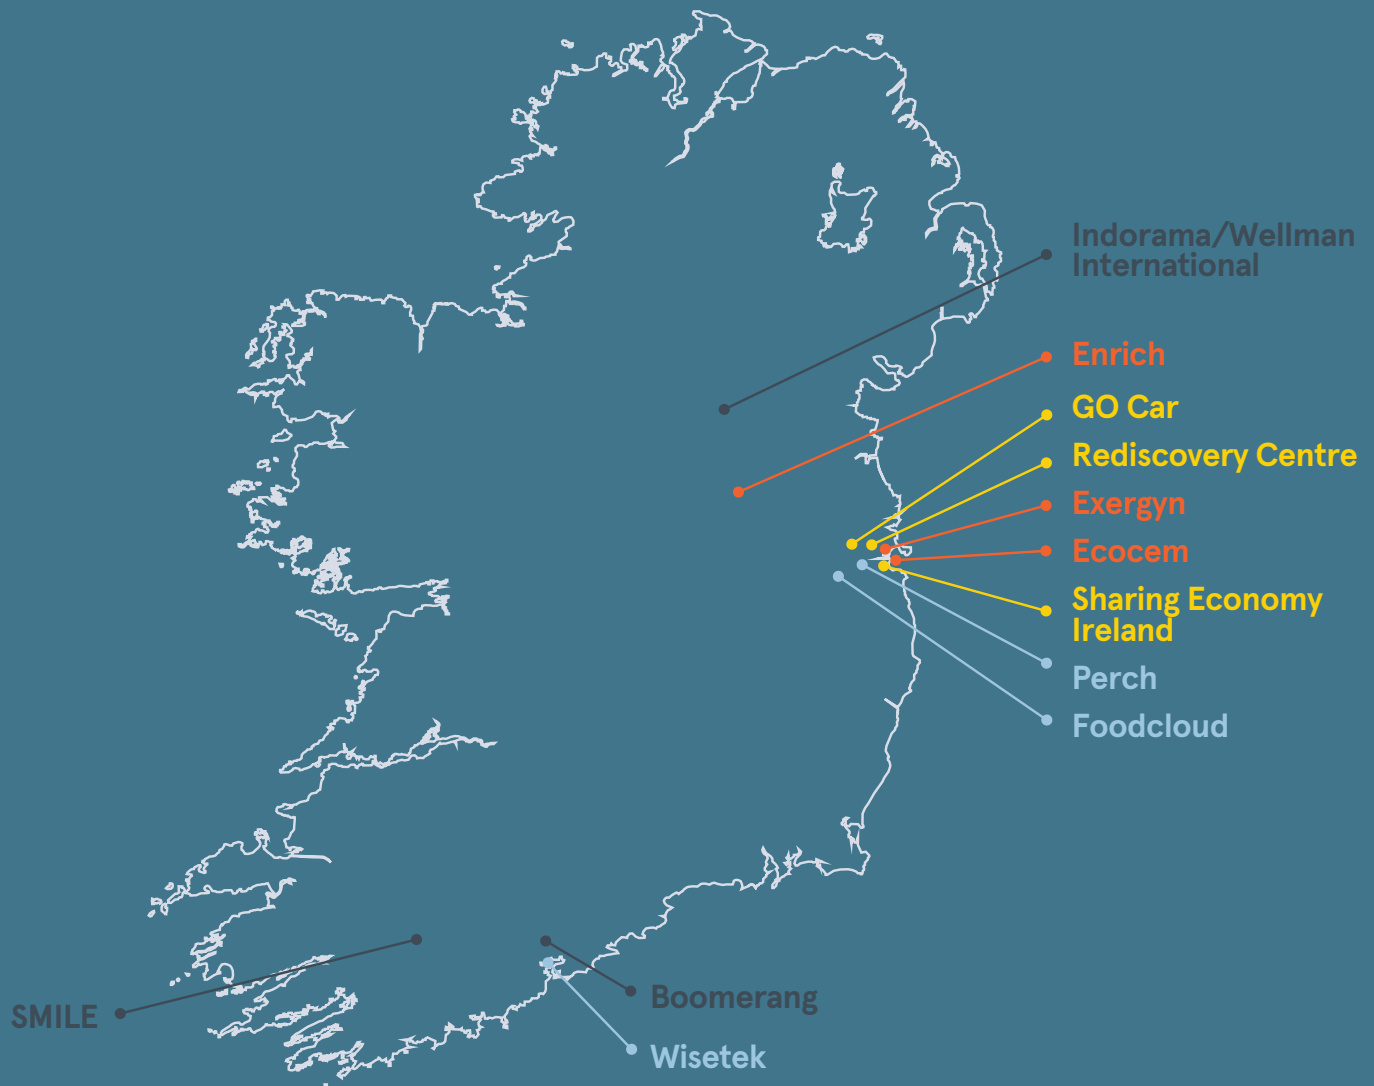 Indorama/Wellman
International
Enrich
GO Car
Rediscovery Centre
Exergyn
Ecocem
Sharing Economy
Ireland
Perch
Foodcloud
SMILE
Boomerang
Wisetek